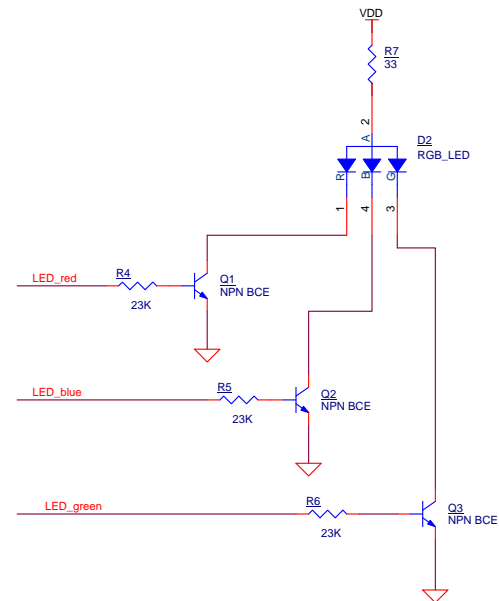 VDD
R7
33
2
A
D2
RGB_LED
R
B
G
1
4
3
LED_red
R4
23K
Q1
NPN BCE
LED_blue
R5
23K
Q2
NPN BCE
LED_green
R6
23K
Q3
NPN BCE